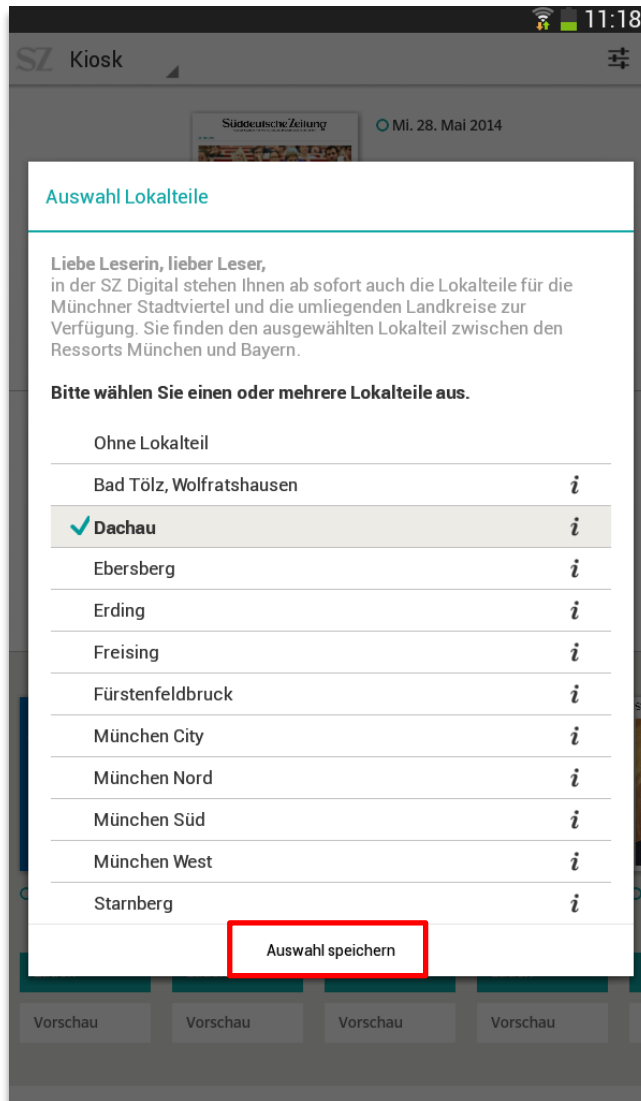 11:18
SZ Kiosk
Süddeutsche Zeitung
Mi. 28. Mai 2014
Auswahl Lokalteile
Liebe Leserin, lieber Leser,
in der SZ Digital stehen Ihnen ab sofort auch die Lokalteile für die
Münchner Stadtviertel und die umliegenden Landkreise zur
Verfügung. Sie finden den ausgewählten Lokalteil zwischen den
Ressorts München und Bayern.
Bitte wählen Sie einen oder mehrere Lokalteile aus.
Ohne Lokalteil
Bad Tölz, Wolfratshausen i
Dachau i
Ebersberg i
Erding i
Freising i
Fürstenfeldbruck i
München City i
München Nord i
München Süd i
München West i
Starnberg i
Auswahl speichern
Vorschau Vorschau Vorschau Vorschau